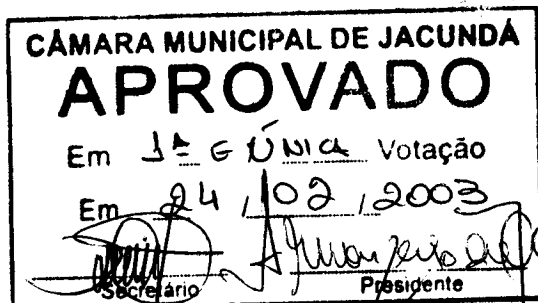 CÂMARA MUNICIPAL DE JACUNDÁ
APROVADO
Em 1ª E ÚNICA Votação
Em 24 / 02 / 2003
Secretário Presidente